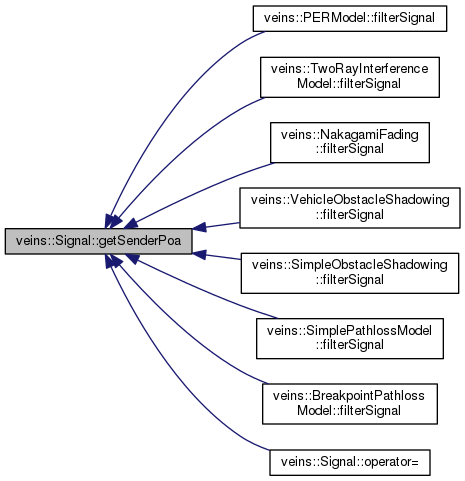 veins::PERModel::filterSignal
veins::TwoRayInterference
Model::filterSignal
veins::NakagamiFading
::filterSignal
veins::VehicleObstacleShadowing
::filterSignal
veins::Signal::getSenderPoa
veins::SimpleObstacleShadowing
::filterSignal
veins::SimplePathlossModel
::filterSignal
veins::BreakpointPathloss
Model::filterSignal
veins::Signal::operator=